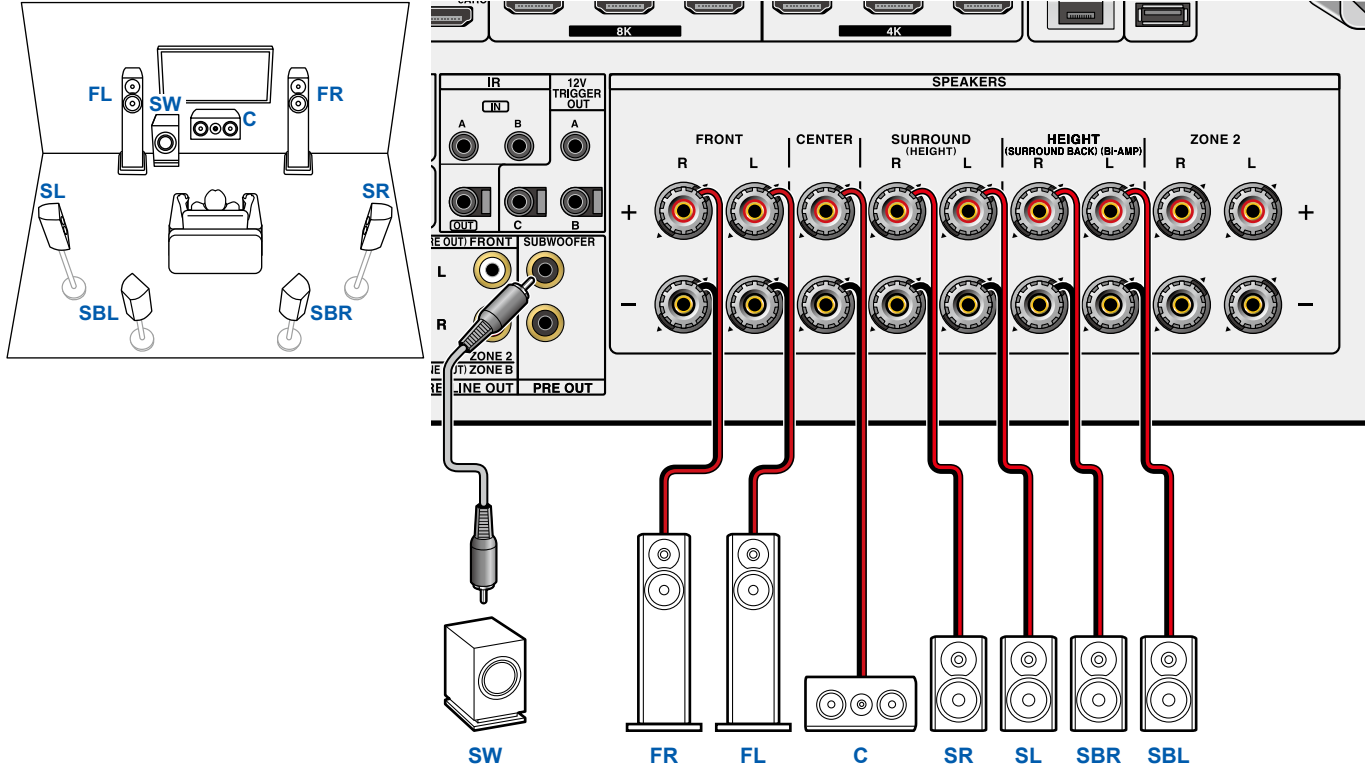 FL
SW
C
FR
SL
SR
SBL
SBR
8K
4K
IR
IN
12V
TRIGGER
OUT
A
B
A
OUT
C
B
FRONT
SUBWOOFER
L
R
ZONE 2
ZONE B
LINE OUT
PRE OUT
SPEAKERS
FRONT
CENTER
SURROUND
(HEIGHT)
HEIGHT
(SURROUND BACK) (BI-AMP)
ZONE 2
R L R L R L R L
+ +
− −
SW FR FL C SR SL SBR SBL